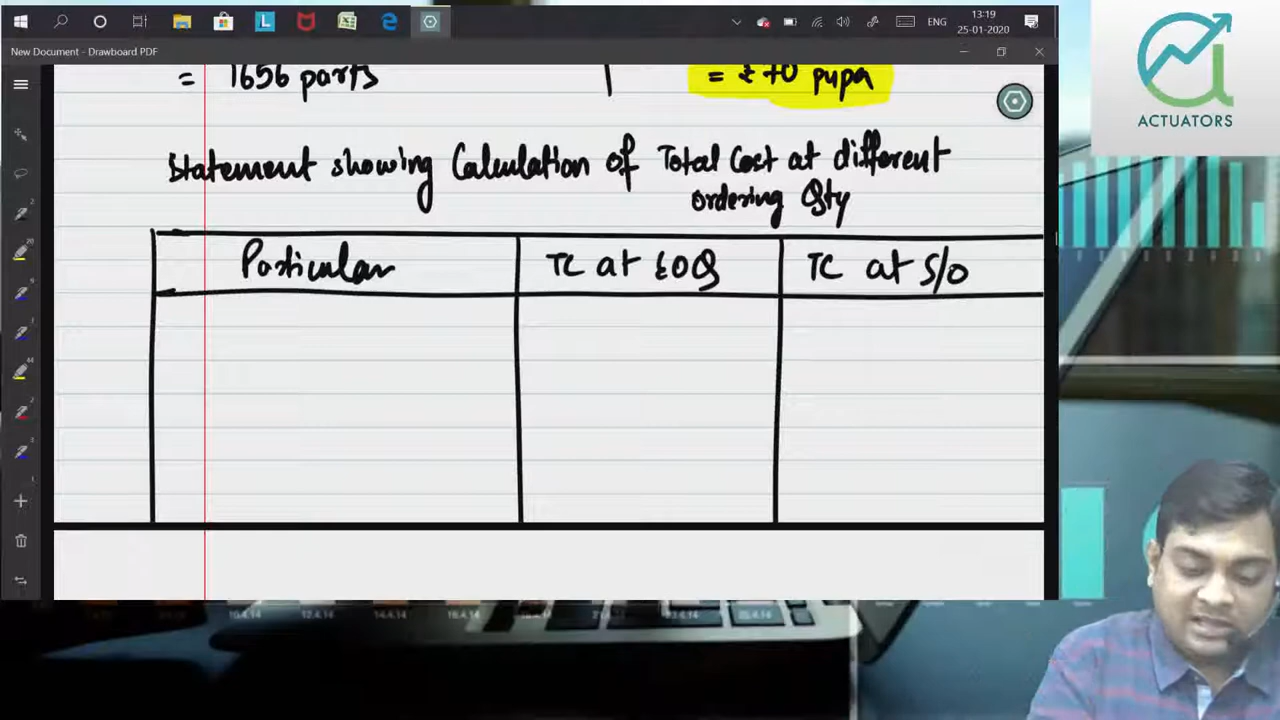 13:19
ENG
25-01-2020
New Document - Drawboard PDF
= 1656 parts
= ₹ 70 pupa
ACTUATORS
Statement showing Calculation of Total Cost at different
ordering Qty
Particular TC at EOQ TC at S/O